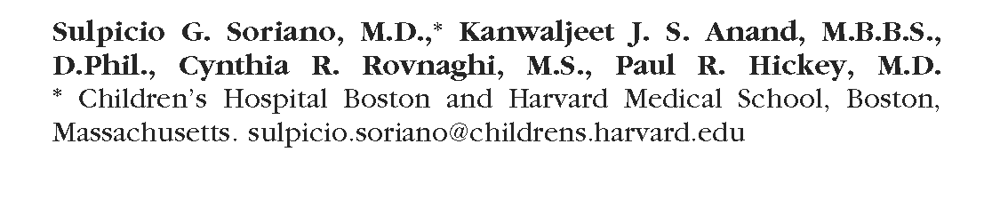 Sulpicio G. Soriano, M.D.,* Kanwaljeet J. S. Anand, M.B.B.S.,
D.Phil., Cynthia R. Rovnaghi, M.S., Paul R. Hickey, M.D.
* Children's Hospital Boston and Harvard Medical School, Boston,
Massachusetts. sulpicio.soriano@childrens.harvard.edu